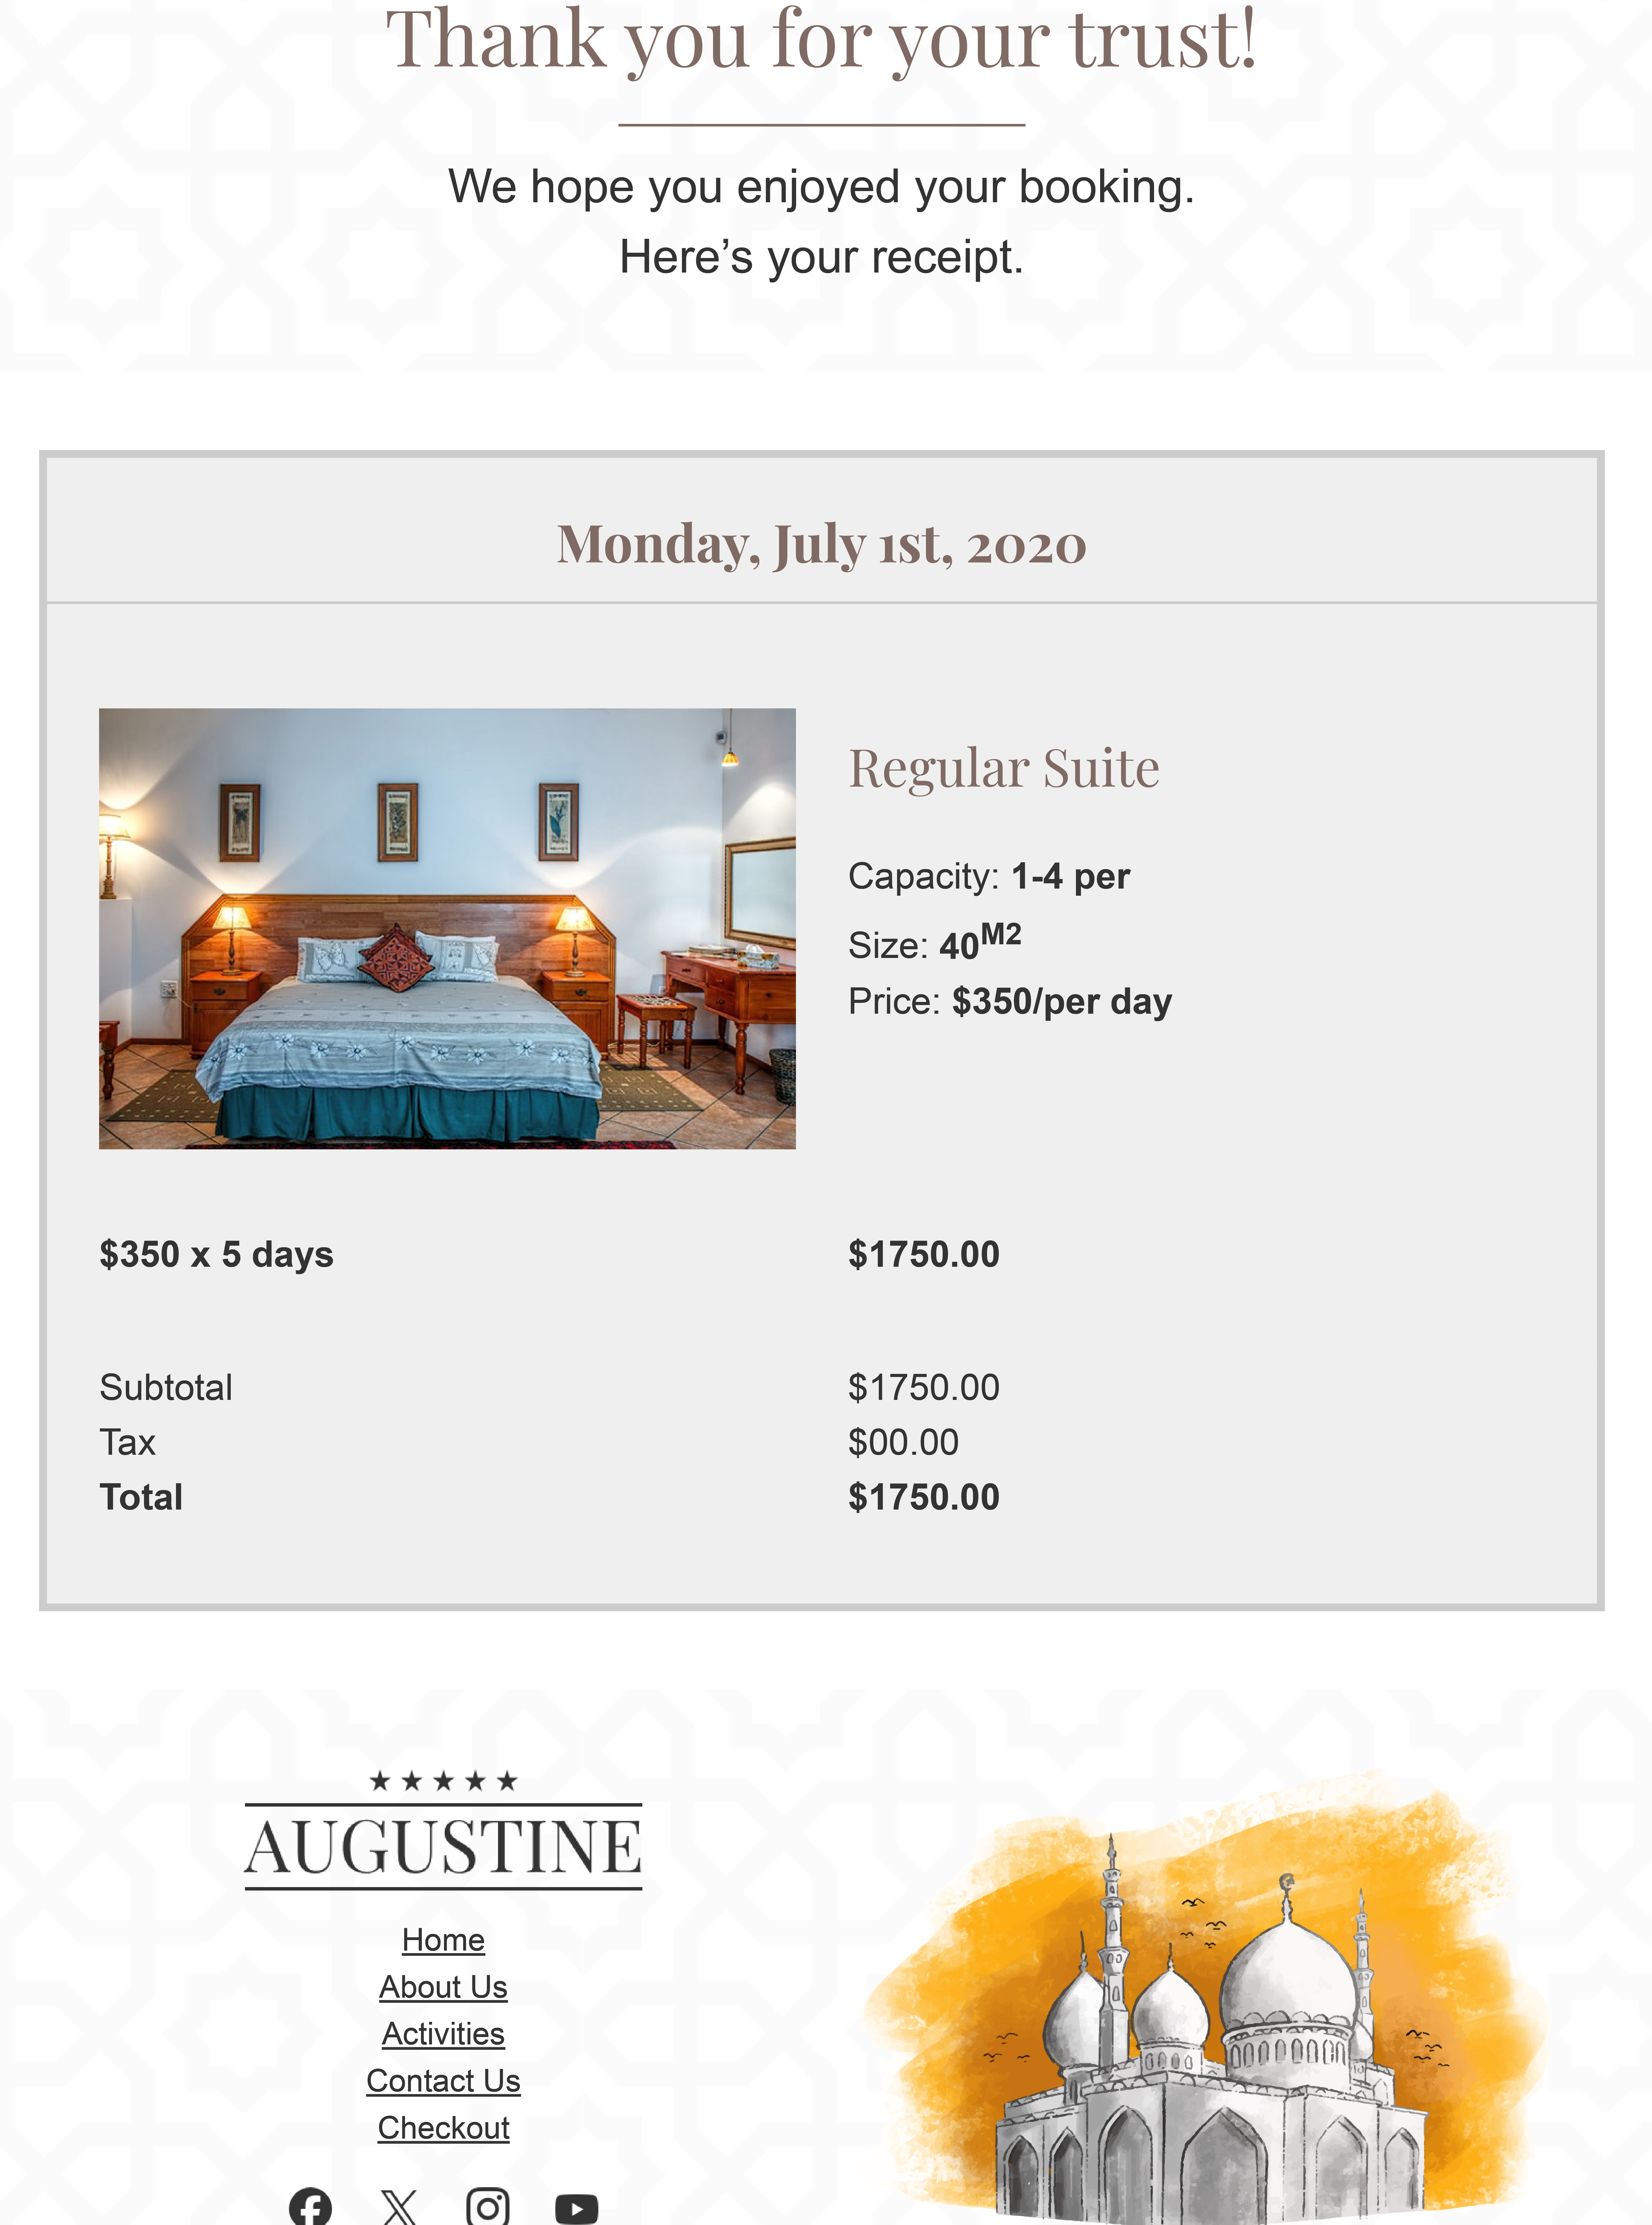 Thank you for your trust!
We hope you enjoyed your booking.
Here’s your receipt.
Monday, July 1st, 2020
Regular Suite
Capacity: 1-4 per
Size: 40M2
Price: $350/per day
$350 x 5 days $1750.00
Subtotal $1750.00
Tax $00.00
Total $1750.00
AUGUSTINE
Home
About Us
Activities
Contact Us
Checkout